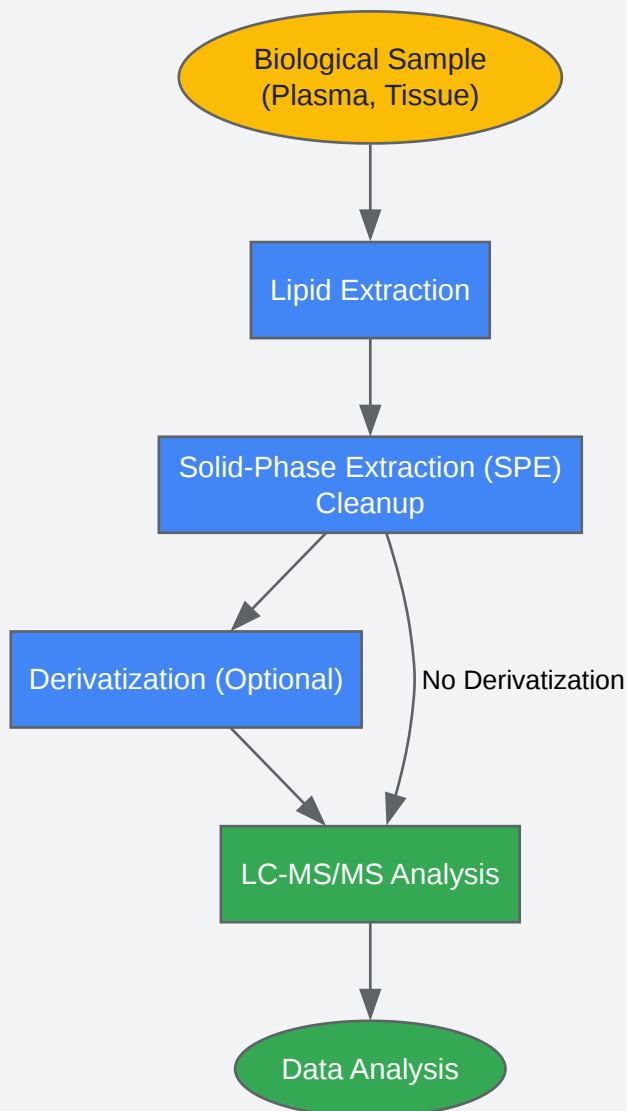 Biological Sample
(Plasma, Tissue)
Lipid Extraction
Solid-Phase Extraction (SPE)
Cleanup
Derivatization (Optional)
No Derivatization
LC-MS/MS Analysis
Data Analysis